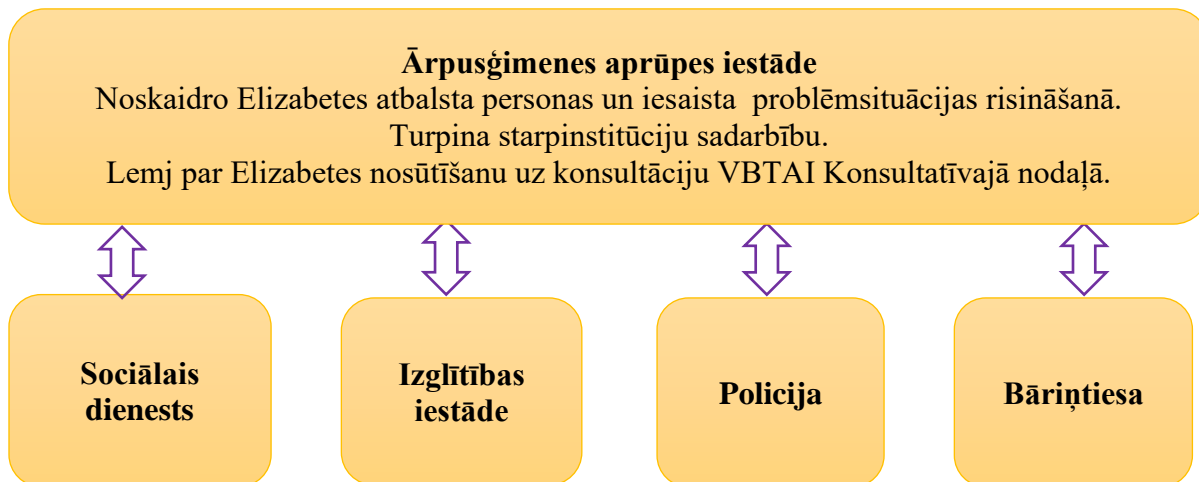 Ārpusģimenes aprūpes iestāde
Noskaidro Elizabetes atbalsta personas un iesaista  problēmsituācijas risināšanā.
Turpina starpinstitūciju sadarbību.
Lemj par Elizabetes nosūtīšanu uz konsultāciju VBTAI Konsultatīvajā nodaļā.
Sociālais
dienests
Izglītības
iestāde
Policija
Bāriņtiesa